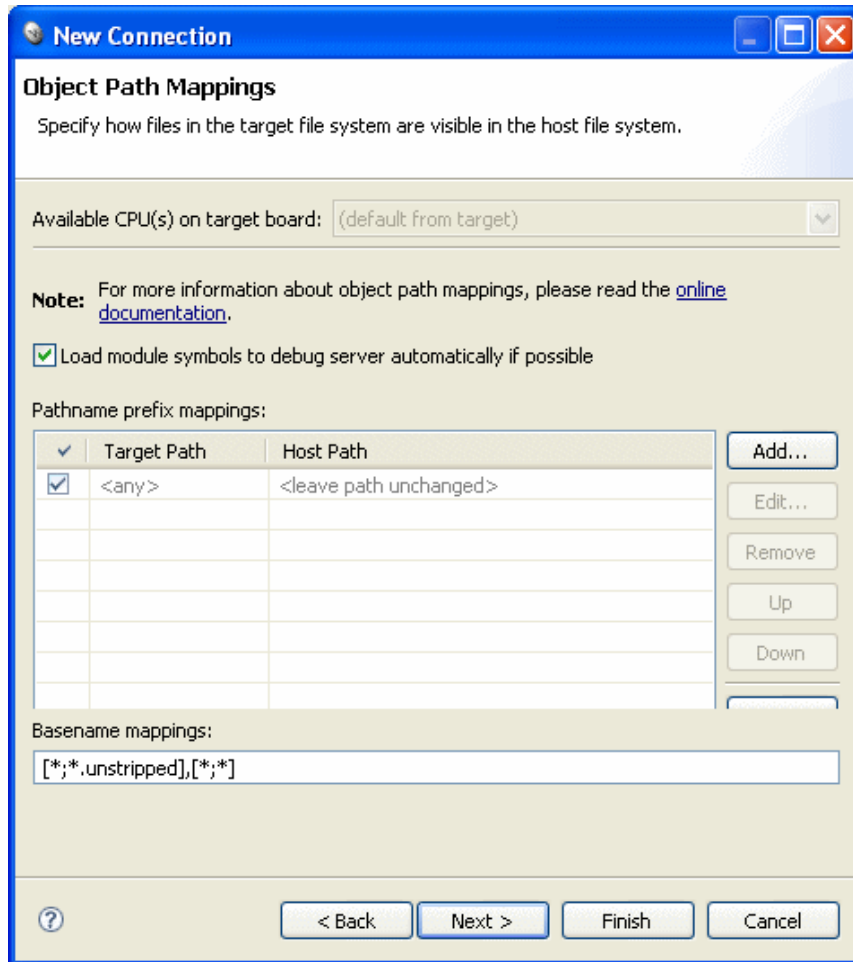 New Connection
Object Path Mappings
Specify how files in the target file system are visible in the host file system.
Available CPU(s) on target board: (default from target)
Note: For more information about object path mappings, please read the online
documentation.
Load module symbols to debug server automatically if possible
Pathname prefix mappings:
Target Path Host Path
<any> <leave path unchanged>
Add...
Edit...
Remove
Up
Down
Basename mappings:
[*;*.unstripped],[*;*]
? < Back Next > Finish Cancel